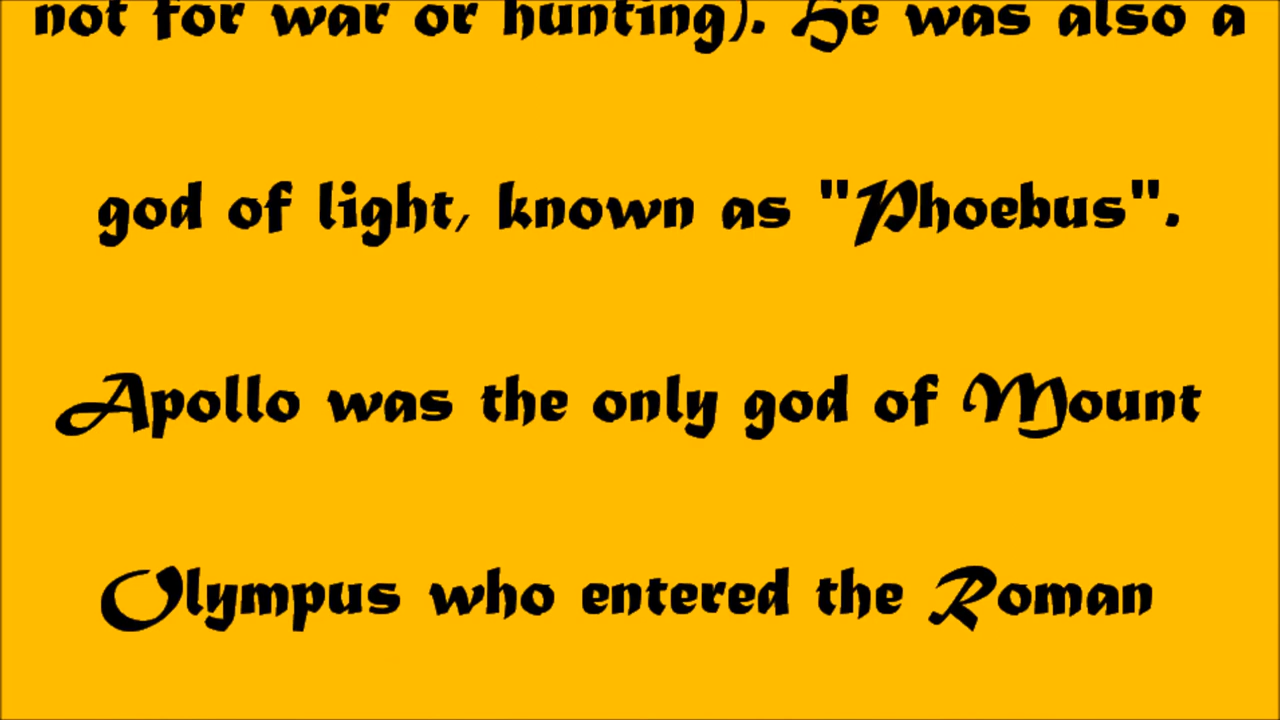 not for war or hunting). He was also a
god of light, known as "Phoebus".
Apollo was the only god of Mount
Olympus who entered the Roman